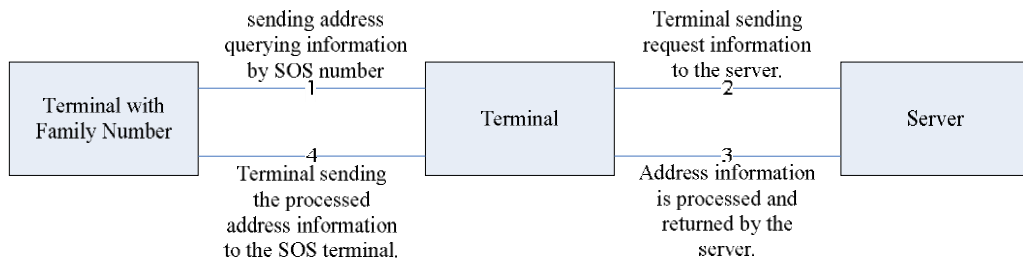 sending address
querying information
by SOS number
1
Terminal sending
request information
to the server.
2
Terminal with
Family Number
Terminal
Server
4
Terminal sending
the processed
address information
to the SOS terminal.
3
Address information
is processed and
returned by the
server.